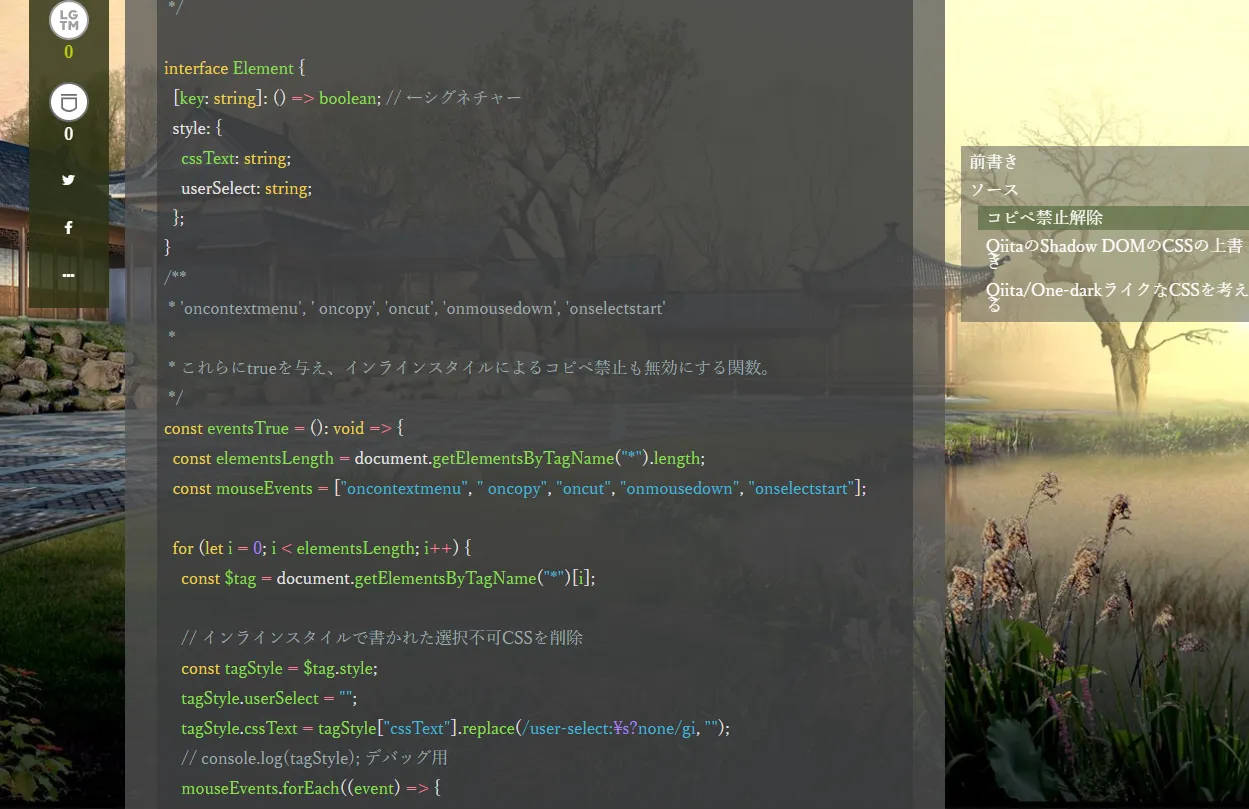 LG
TM
0
0
*/
interface Element {
[key: string]: () => boolean; // ←シグネチャー
style: {
cssText: string;
userSelect: string;
};
}
/**
* 'oncontextmenu', ' oncopy', 'oncut', 'onmousedown', 'onselectstart'
*
* これらにtrueを与え、インラインスタイルによるコピペ禁止も無効にする関数。
*/
const eventsTrue = (): void => {
const elementsLength = document.getElementsByTagName("*").length;
const mouseEvents = ["oncontextmenu", " oncopy", "oncut", "onmousedown", "onselectstart"];
for (let i = 0; i < elementsLength; i++) {
const $tag = document.getElementsByTagName("*")[i];
// インラインスタイルで書かれた選択不可CSSを削除
const tagStyle = $tag.style;
tagStyle.userSelect = "";
tagStyle.cssText = tagStyle["cssText"].replace(/user-select:¥s?none/gi, "");
// console.log(tagStyle); デバッグ用
mouseEvents.forEach((event) => {
前書き
ソース
コピペ禁止解除
QiitaのShadow DOMのCSSの上書
き
Qiita/One-darkライクなCSSを考え
る